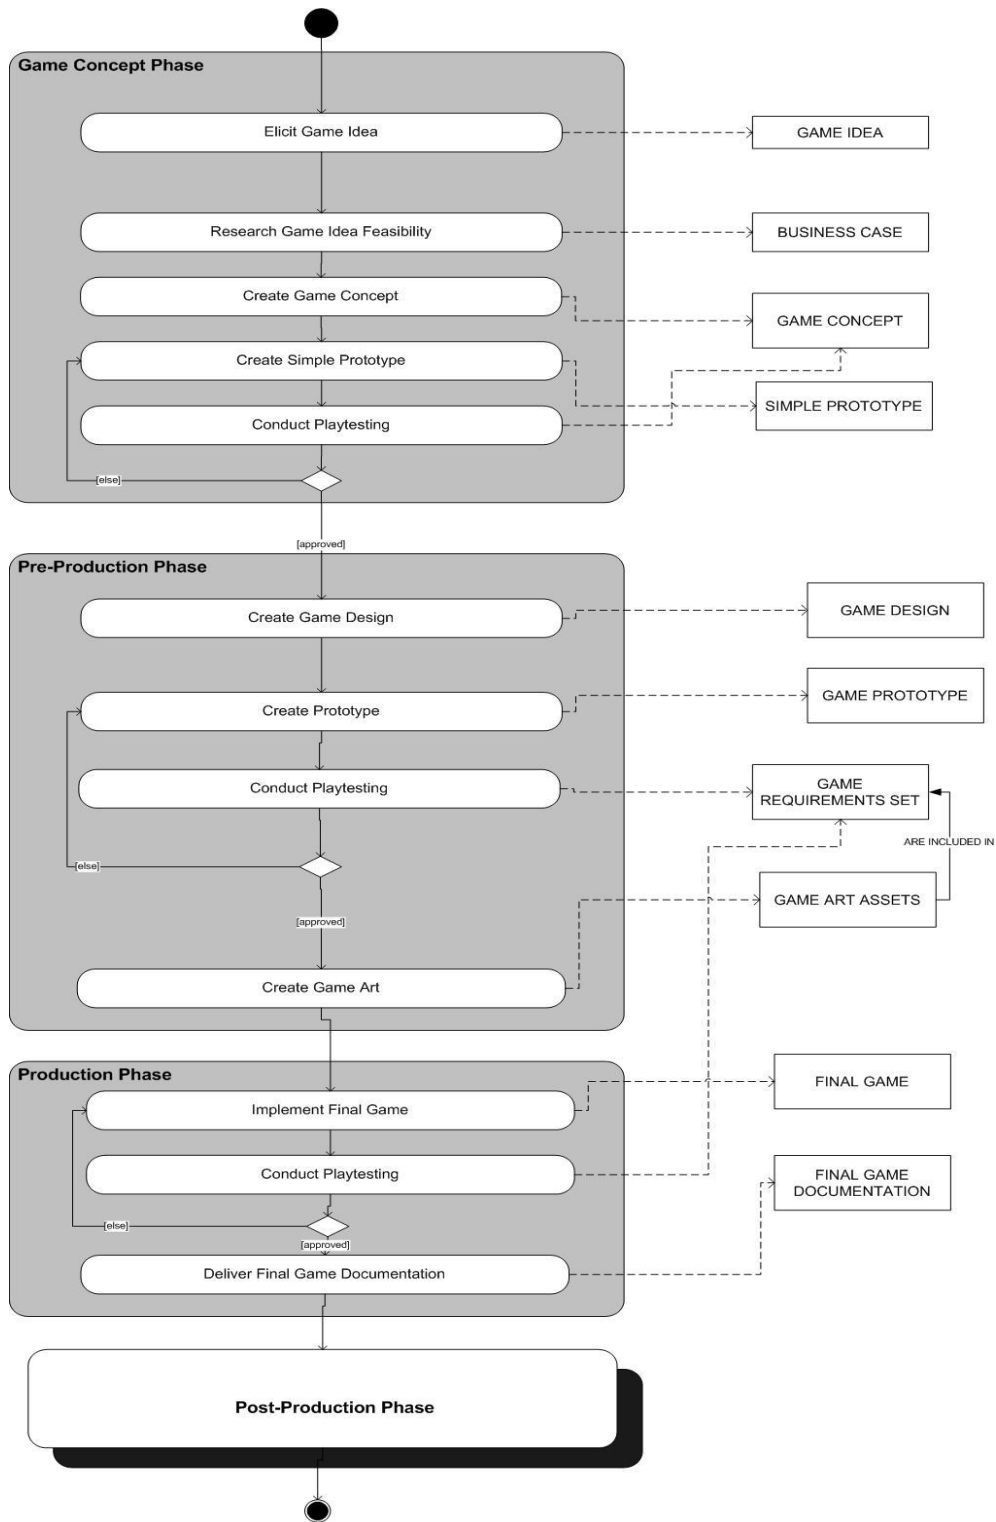 Game Concept Phase
Elicit Game Idea
GAME IDEA
Research Game Idea Feasibility
BUSINESS CASE
Create Game Concept
GAME CONCEPT
Create Simple Prototype
SIMPLE PROTOTYPE
Conduct Playtesting
[else]
[approved]
Pre-Production Phase
Create Game Design
GAME DESIGN
Create Prototype
GAME PROTOTYPE
Conduct Playtesting
GAME
REQUIREMENTS SET
ARE INCLUDED IN
[else]
GAME ART ASSETS
[approved]
Create Game Art
Production Phase
Implement Final Game
FINAL GAME
Conduct Playtesting
FINAL GAME
DOCUMENTATION
[else]
[approved]
Deliver Final Game Documentation
Post-Production Phase